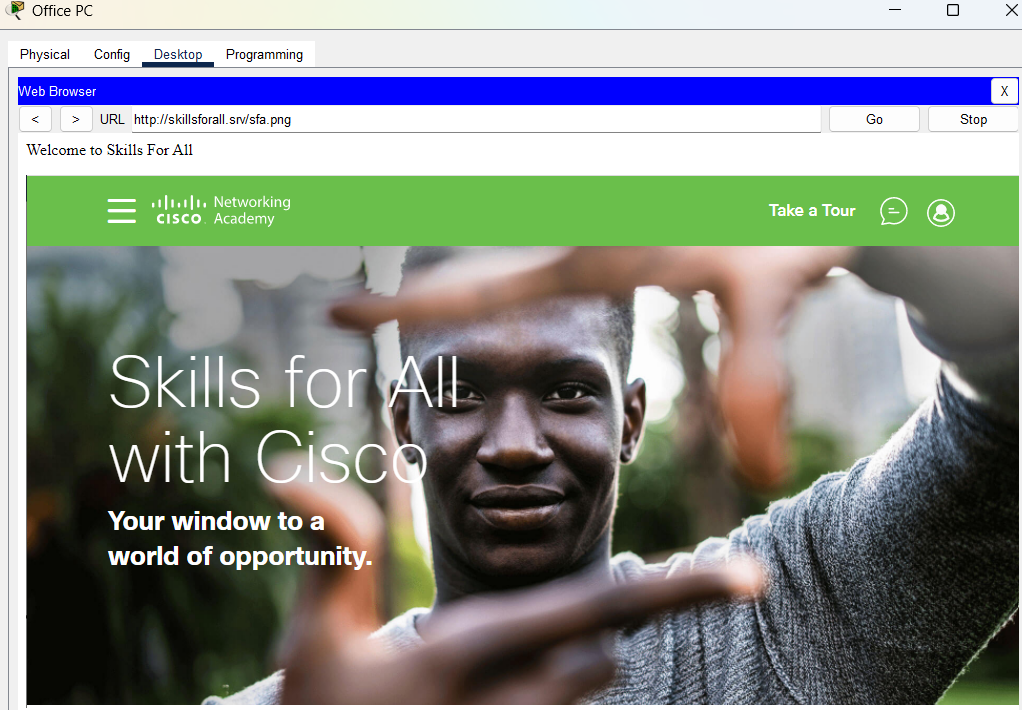 Office PC
Physical Config Desktop Programming
Web Browser X
< > URL http://skillsforall.srv/sfa.png Go Stop
Welcome to Skills For All
Networking
CISCO. Academy
Take a Tour
Skills for All
with Cisco
Your window to a
world of opportunity.